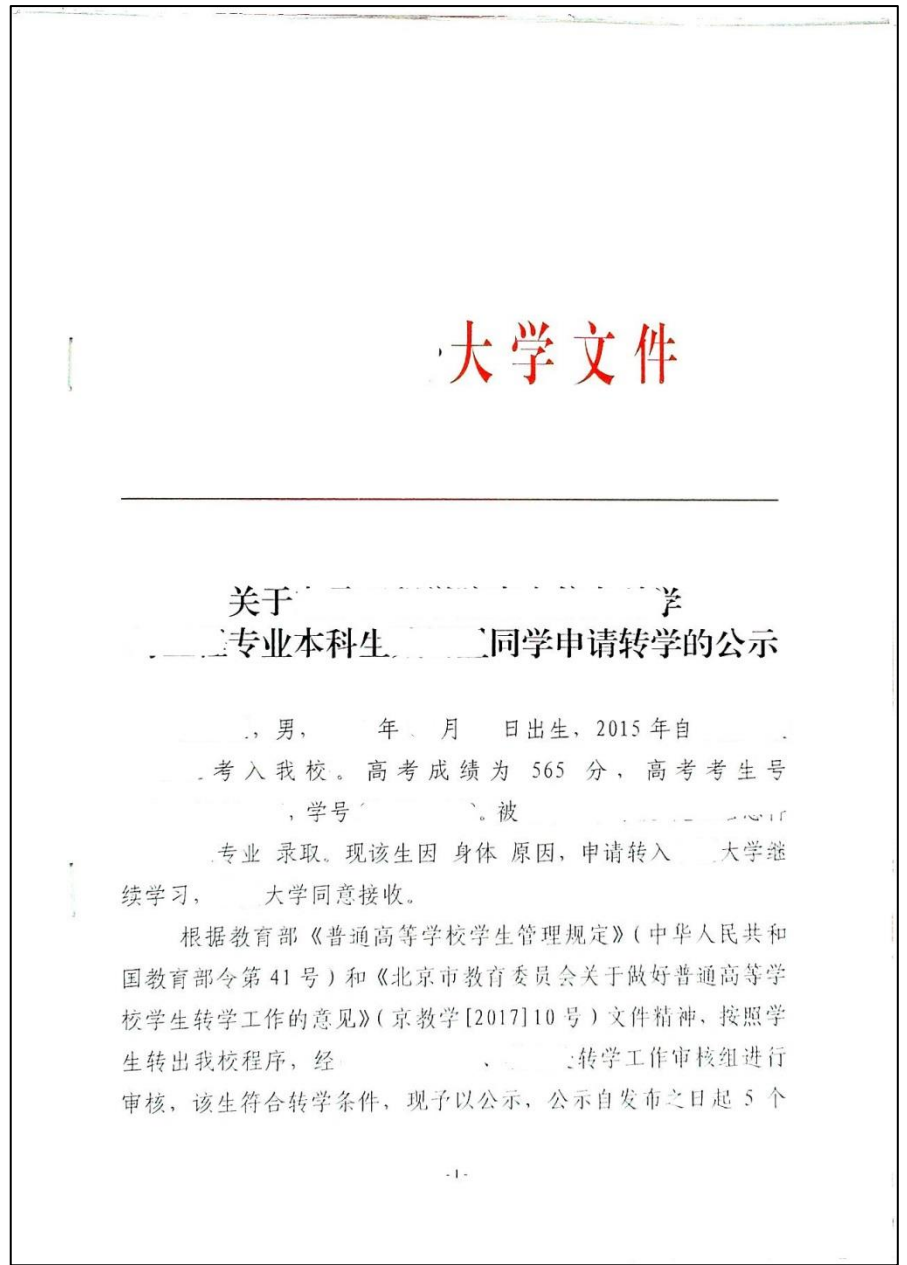 大学文件
关于 学
专业本科生 同学申请转学的公示
，男， 年 月 日出生，2015 年自
考入我校。高考成绩为 565 分，高考考生号
，学号 。被
专业 录取。现该生因 身体 原因，申请转入 大学继
续学习， 大学同意接收。
根据教育部《普通高等学校学生管理规定》（中华人民共和
国教育部令第 41 号）和《北京市教育委员会关于做好普通高等学
校学生转学工作的意见》（京教学[2017]10 号）文件精神，按照学
生转出我校程序，经 、 转学工作审核组进行
审核，该生符合转学条件，现予以公示，公示自发布之日起 5 个
- 1 -